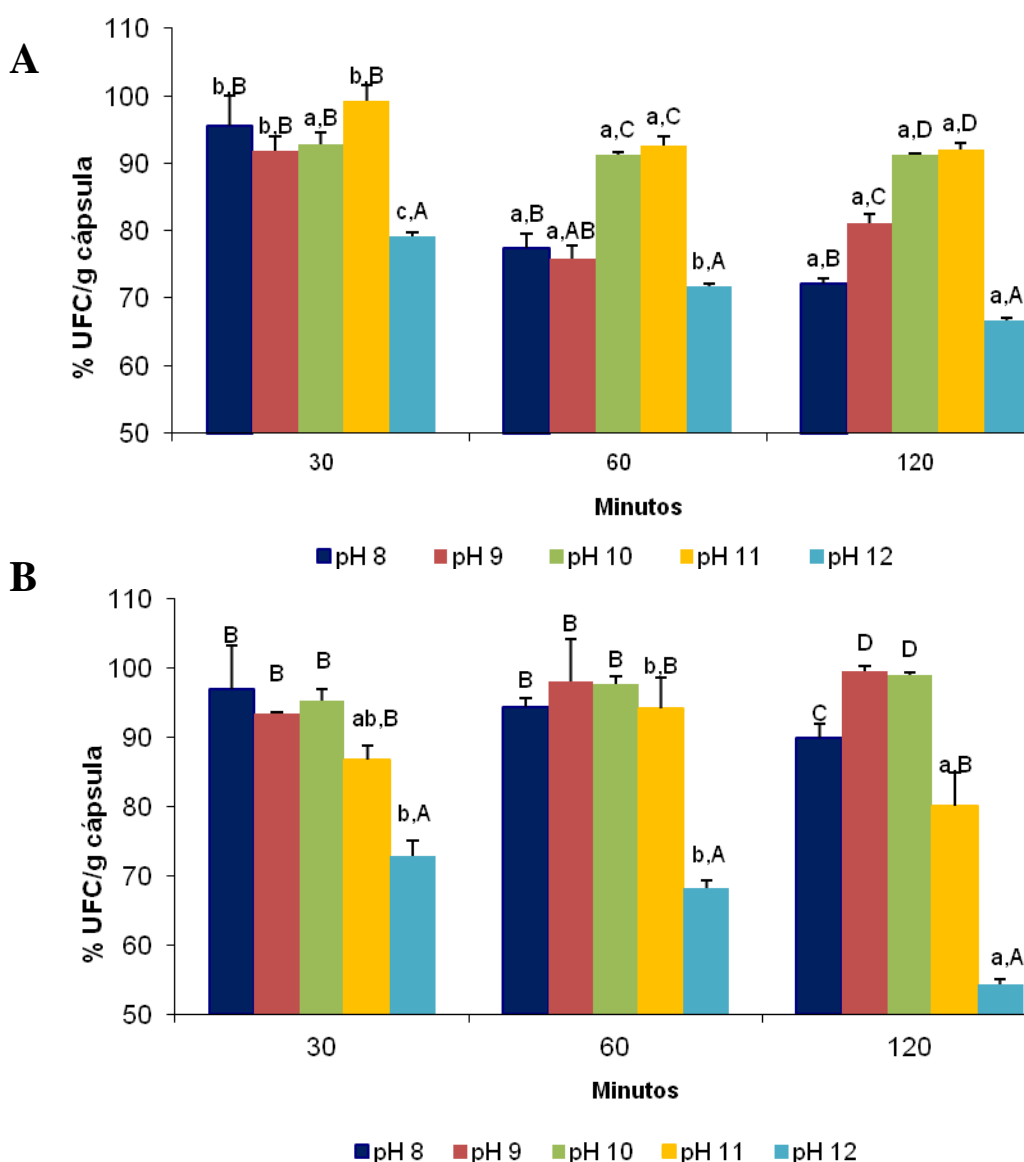 A
110
100
90
80
70
60
50
% UFC/g cápsula
b,B b,B a,B b,B c,A
a,B a,AB a,C a,C b,A
a,B a,C a,D a,D a,A
30 60 120
Minutos
pH 8 pH 9 pH 10 pH 11 pH 12
B
110
100
90
80
70
60
50
% UFC/g cápsula
B B B ab,B b,A
B B B b,B b,A
C D D a,B a,A
30 60 120
Minutos
pH 8 pH 9 pH 10 pH 11 pH 12